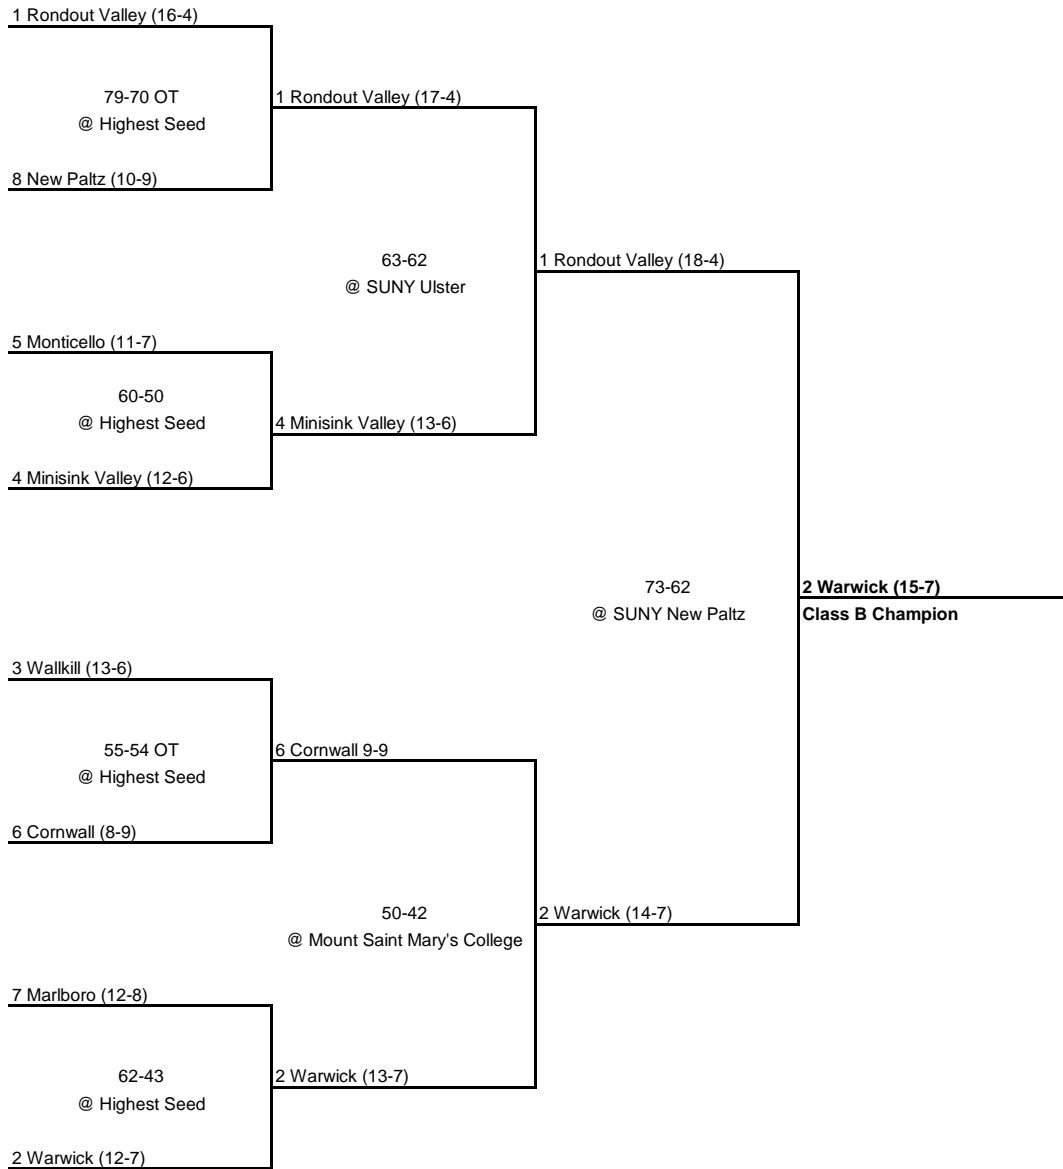 1 Rondout Valley (16-4)
79-70 OT
@ Highest Seed
1 Rondout Valley (17-4)
8 New Paltz (10-9)
63-62
@ SUNY Ulster
1 Rondout Valley (18-4)
5 Monticello (11-7)
60-50
@ Highest Seed
4 Minisink Valley (13-6)
4 Minisink Valley (12-6)
73-62
@ SUNY New Paltz
2 Warwick (15-7)
Class B Champion
3 Wallkill (13-6)
55-54 OT
@ Highest Seed
6 Cornwall 9-9
6 Cornwall (8-9)
50-42
@ Mount Saint Mary's College
2 Warwick (14-7)
7 Marlboro (12-8)
62-43
@ Highest Seed
2 Warwick (13-7)
2 Warwick (12-7)